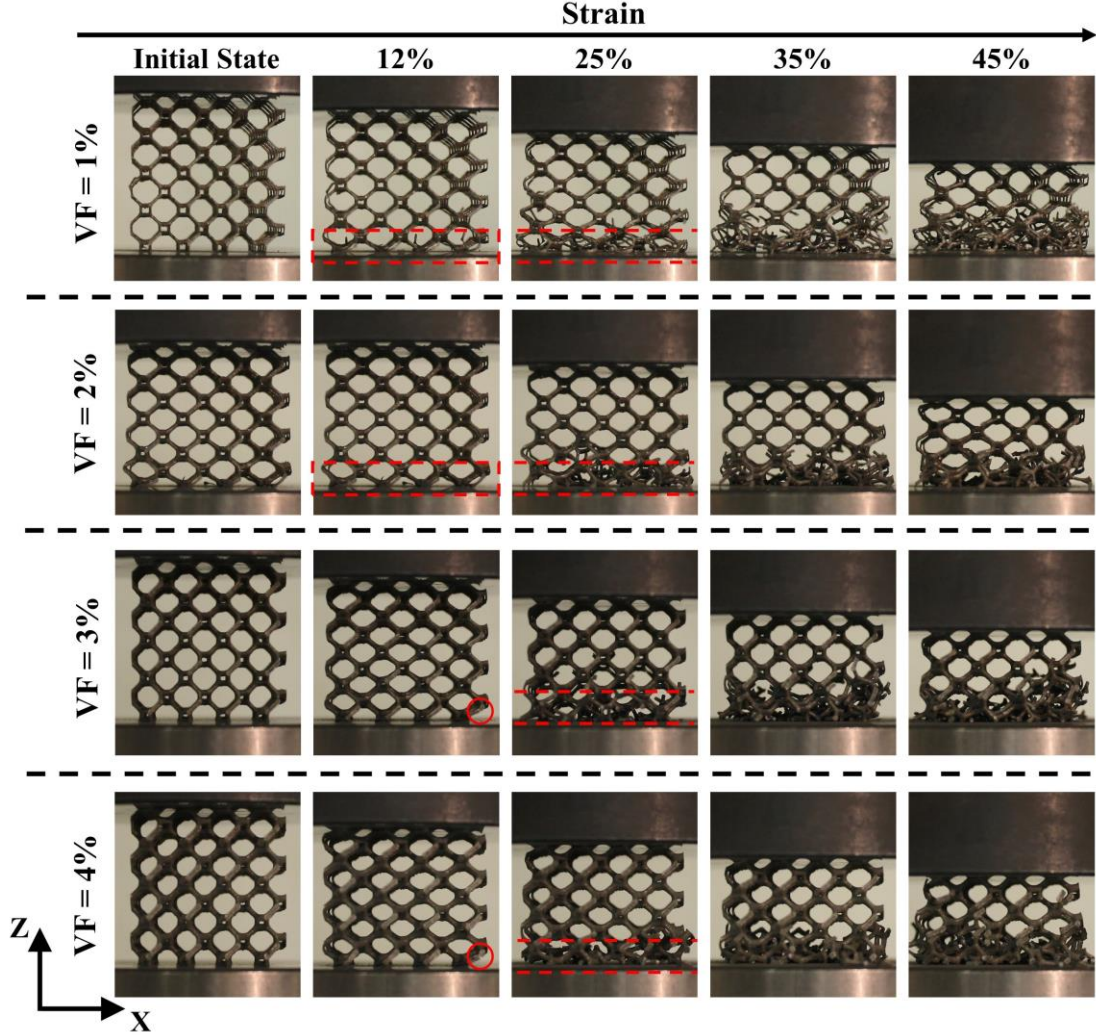 Strain
Initial State 12% 25% 35% 45%
VF = 1%
VF = 2%
VF = 3%
VF = 4%
Z
X